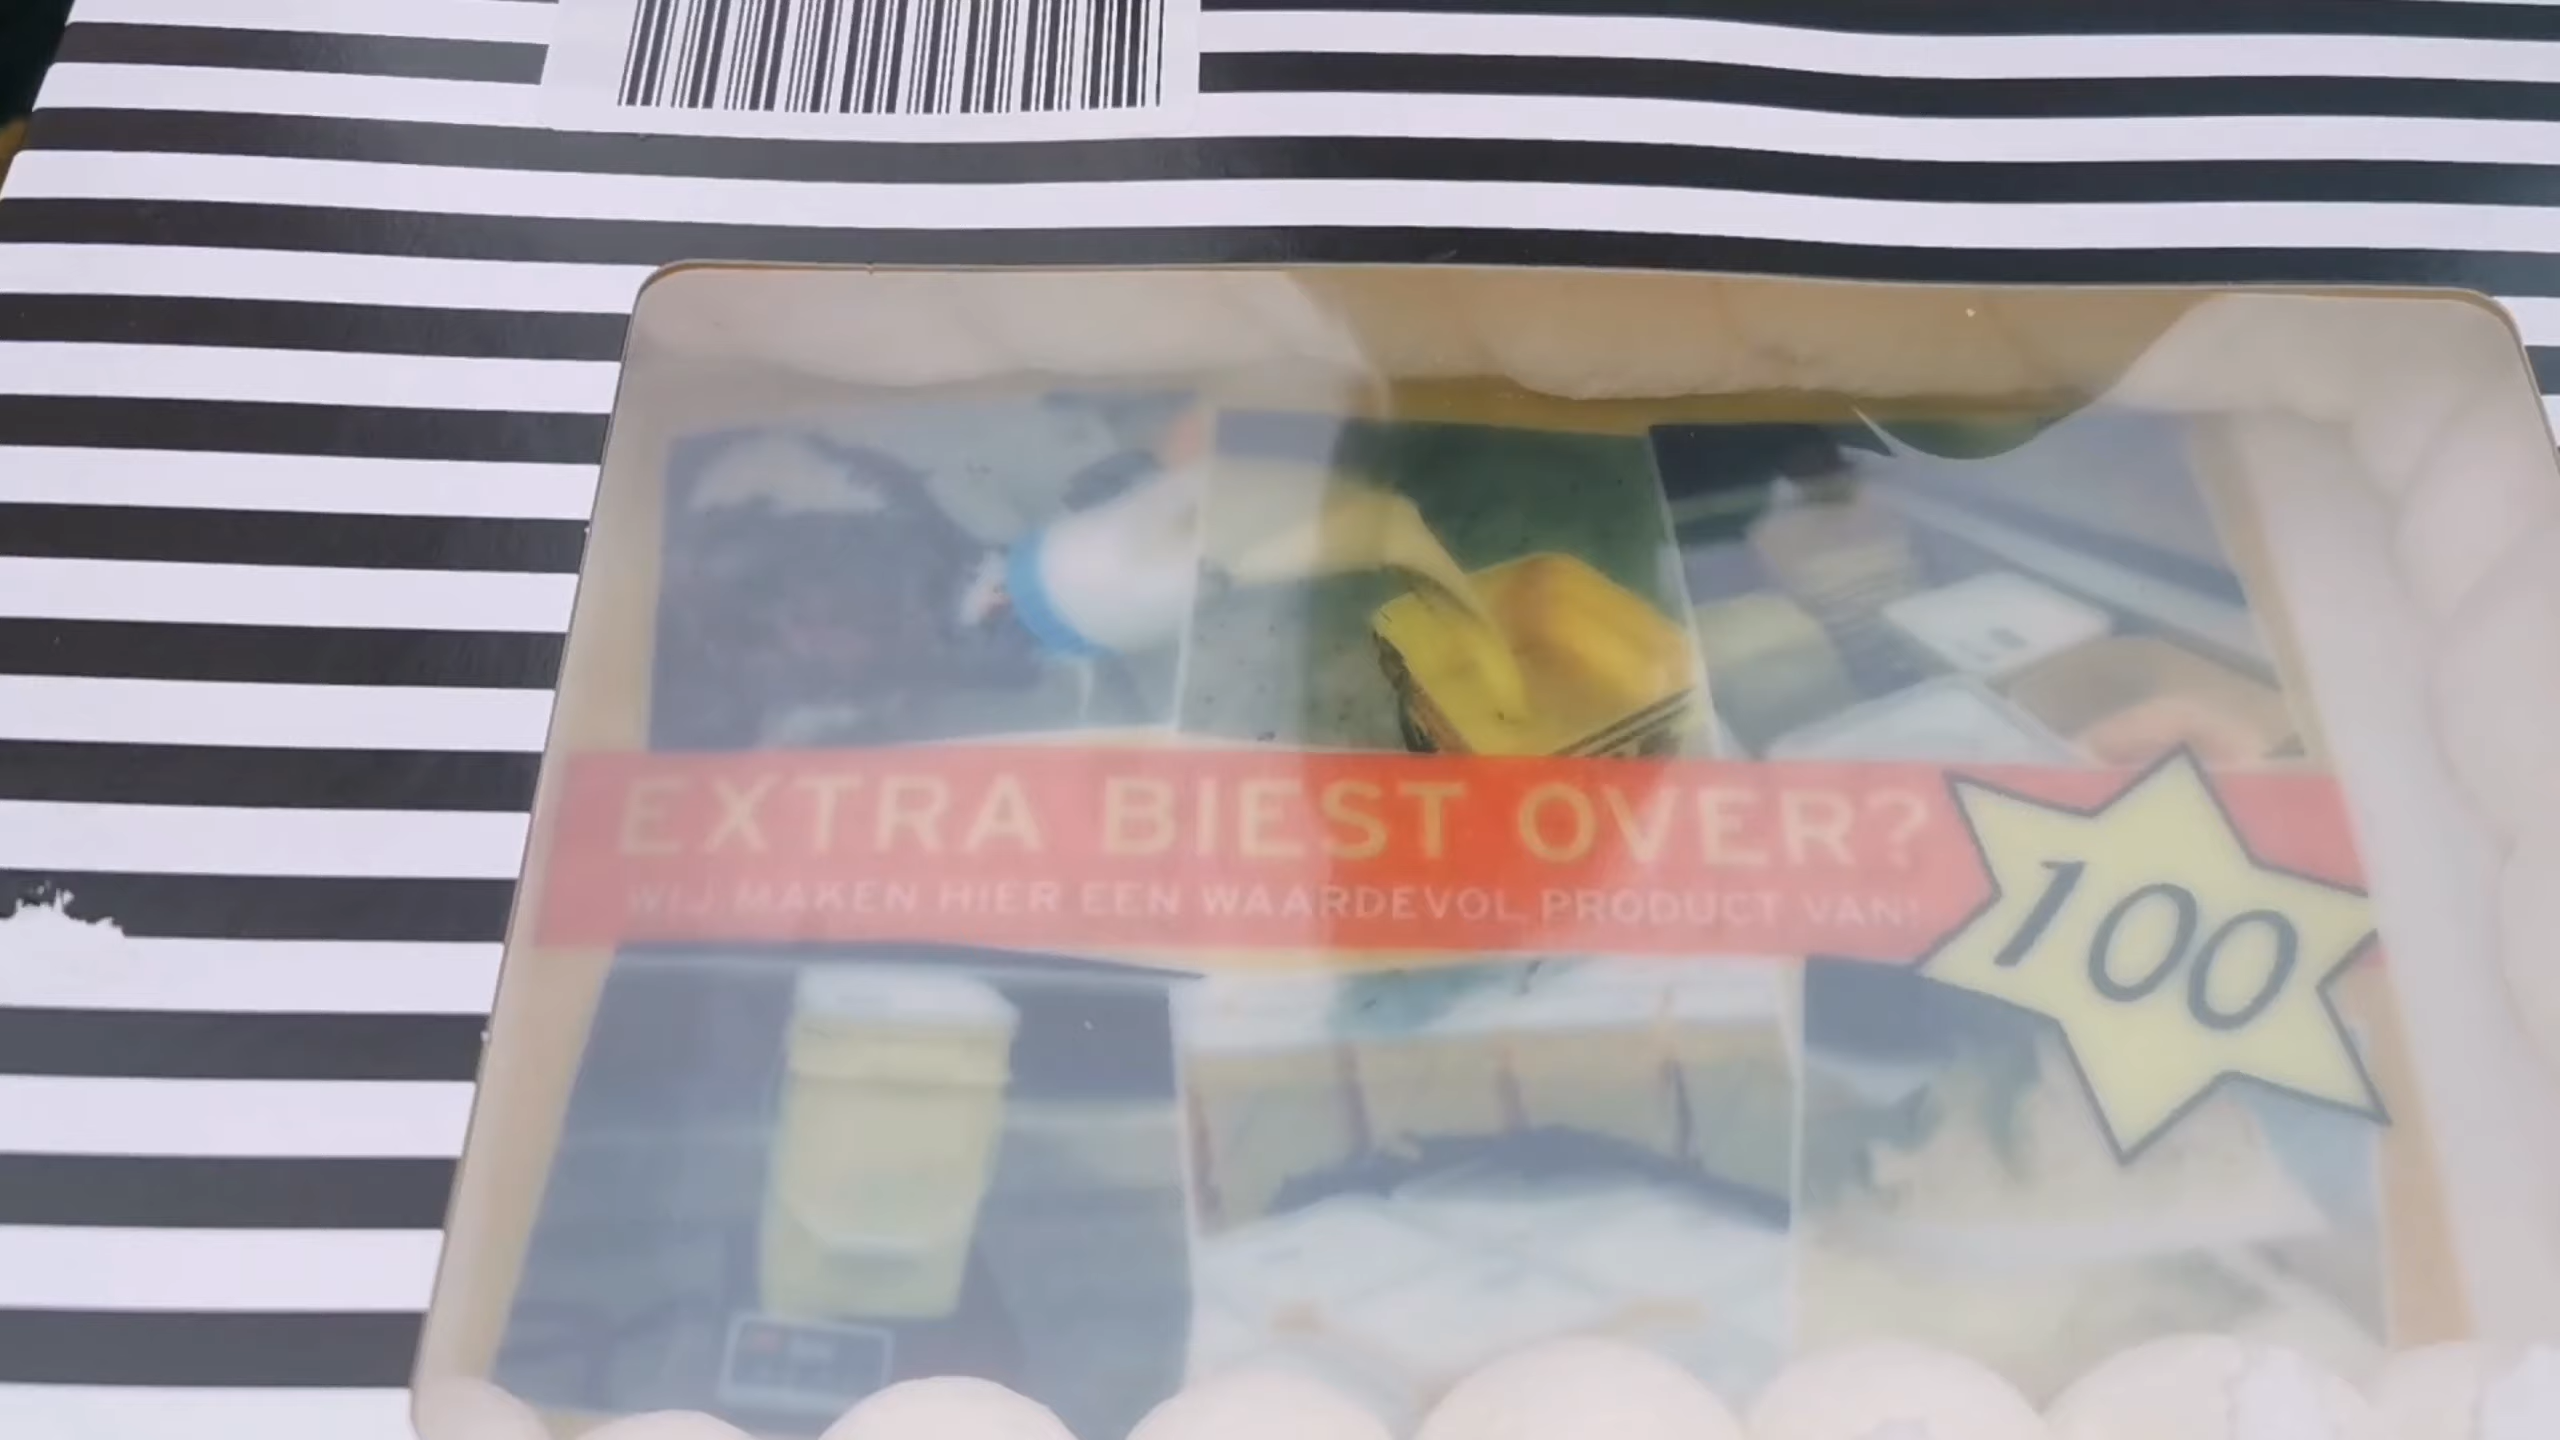 EXTRA BIEST OVER?
WIJ MAKEN HIER EEN WAARDEVOL PRODUCT VAN!
100